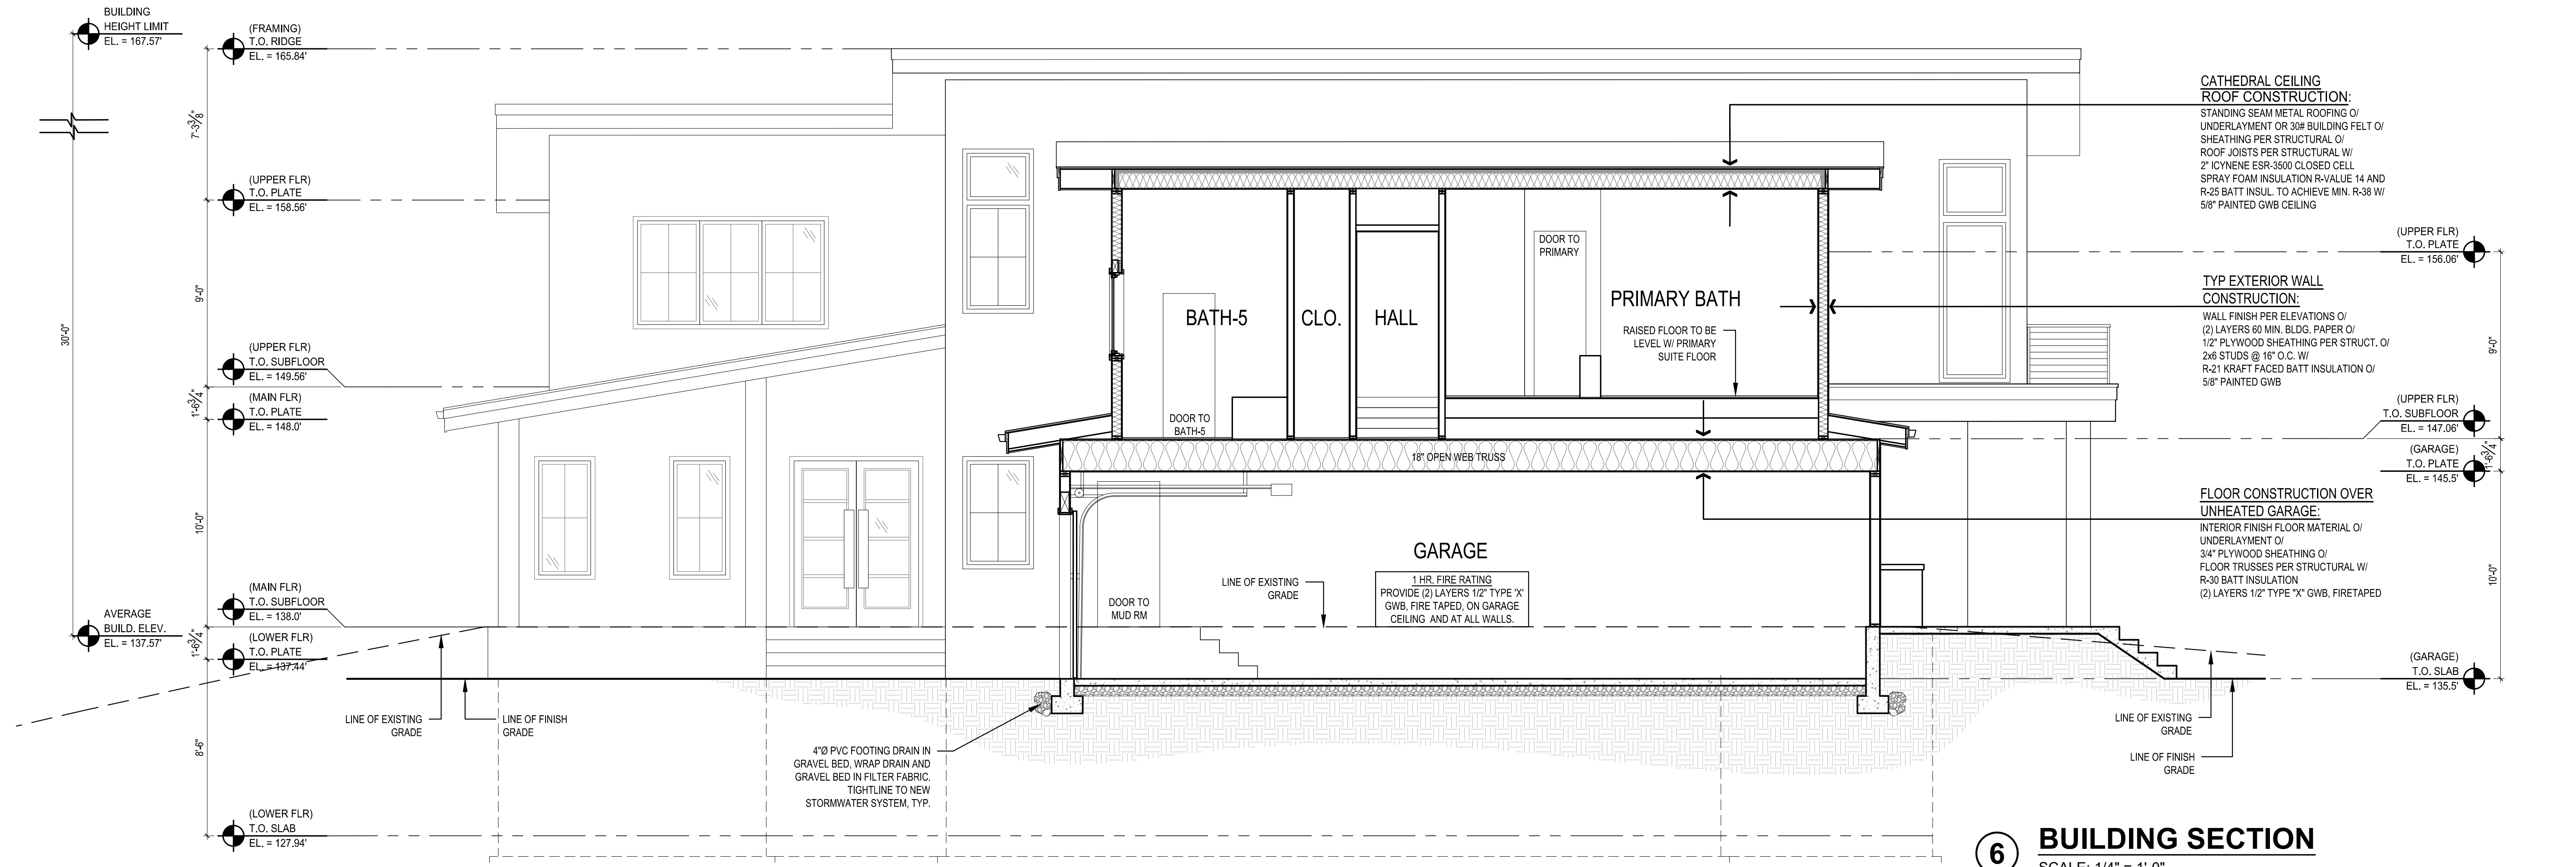 BUILDING
HEIGHT LIMIT
EL. = 167.57'
(FRAMING)
T.O. RIDGE
EL. = 165.84'
7'-3 3/8
(UPPER FLR)
T.O. PLATE
EL. = 158.56'
9'-0"
30'-0"
(UPPER FLR)
T.O. SUBFLOOR
EL. = 149.56'
1'-6 3/4"
(MAIN FLR)
T.O. PLATE
EL. = 148.0'
10'-0"
(MAIN FLR)
T.O. SUBFLOOR
EL. = 138.0'
AVERAGE
BUILD. ELEV.
EL. = 137.57'
1'-6 3/4"
(LOWER FLR)
T.O. PLATE
EL. = 137.44'
8'-6"
(LOWER FLR)
T.O. SLAB
EL. = 127.94'
LINE OF EXISTING
GRADE
LINE OF FINISH
GRADE
BATH-5
DOOR TO
BATH-5
CLO.
HALL
DOOR TO
PRIMARY
PRIMARY BATH
RAISED FLOOR TO BE
LEVEL W/ PRIMARY
SUITE FLOOR
18" OPEN WEB TRUSS
GARAGE
1 HR. FIRE RATING
PROVIDE (2) LAYERS 1/2" TYPE 'X'
GWB, FIRE TAPED, ON GARAGE
CEILING AND AT ALL WALLS.
LINE OF EXISTING
GRADE
DOOR TO
MUD RM
4"Ø PVC FOOTING DRAIN IN
GRAVEL BED, WRAP DRAIN AND
GRAVEL BED IN FILTER FABRIC.
TIGHTLINE TO NEW
STORMWATER SYSTEM, TYP.
CATHEDRAL CEILING
ROOF CONSTRUCTION:
STANDING SEAM METAL ROOFING O/
UNDERLAYMENT OR 30# BUILDING FELT O/
SHEATHING PER STRUCTURAL O/
ROOF JOISTS PER STRUCTURAL W/
2" ICYNENE ESR-3500 CLOSED CELL
SPRAY FOAM INSULATION R-VALUE 14 AND
R-25 BATT INSUL. TO ACHIEVE MIN. R-38 W/
5/8" PAINTED GWB CEILING
(UPPER FLR)
T.O. PLATE
EL. = 156.06'
TYP EXTERIOR WALL
CONSTRUCTION:
WALL FINISH PER ELEVATIONS O/
(2) LAYERS 60 MIN. BLDG. PAPER O/
1/2" PLYWOOD SHEATHING PER STRUCT. O/
2x6 STUDS @ 16" O.C. W/
R-21 KRAFT FACED BATT INSULATION O/
5/8" PAINTED GWB
9'-0"
(UPPER FLR)
T.O. SUBFLOOR
EL. = 147.06'
1'-6 3/4"
(GARAGE)
T.O. PLATE
EL. = 145.5'
FLOOR CONSTRUCTION OVER
UNHEATED GARAGE:
INTERIOR FINISH FLOOR MATERIAL O/
UNDERLAYMENT O/
3/4" PLYWOOD SHEATHING O/
FLOOR TRUSSES PER STRUCTURAL W/
R-30 BATT INSULATION
(2) LAYERS 1/2" TYPE "X" GWB, FIRETAPED
10'-0"
(GARAGE)
T.O. SLAB
EL. = 135.5'
LINE OF EXISTING
GRADE
LINE OF FINISH
GRADE
6
BUILDING SECTION
SCALE: 1/4" = 1'-0"